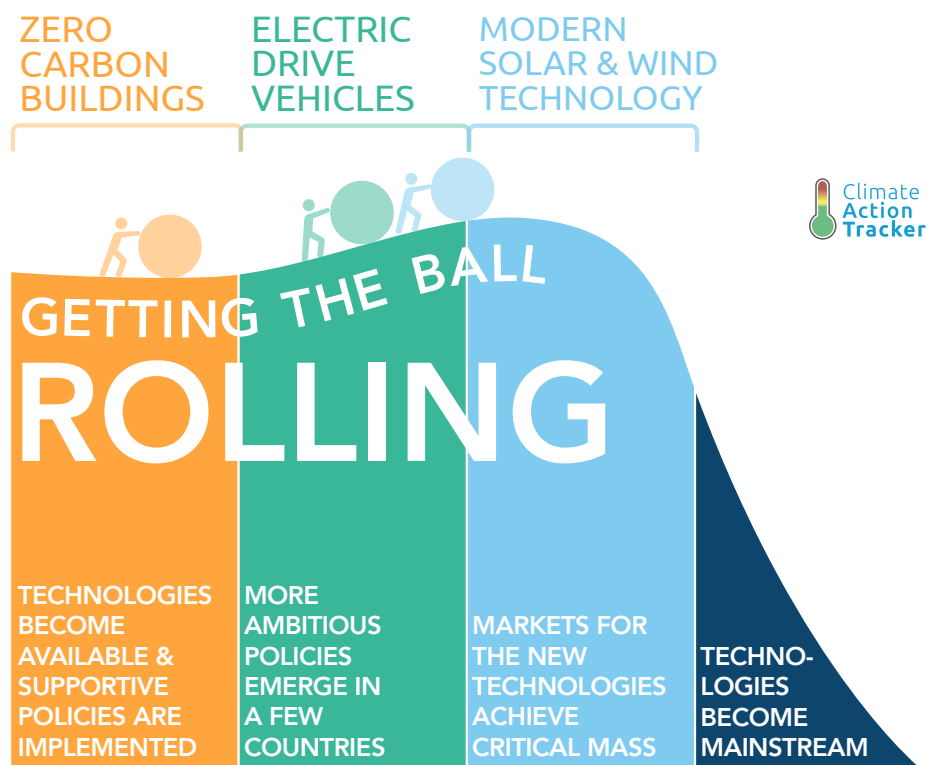 ZERO
CARBON
BUILDINGS
ELECTRIC
DRIVE
VEHICLES
MODERN
SOLAR & WIND
TECHNOLOGY
Climate
Action
Tracker
GETTING THE BALL
ROLLING
TECHNOLOGIES
BECOME
AVAILABLE &
SUPPORTIVE
POLICIES ARE
IMPLEMENTED
MORE
AMBITIOUS
POLICIES
EMERGE IN
A FEW
COUNTRIES
MARKETS FOR
THE NEW
TECHNOLOGIES
ACHIEVE
CRITICAL MASS
TECHNO-
LOGIES
BECOME
MAINSTREAM